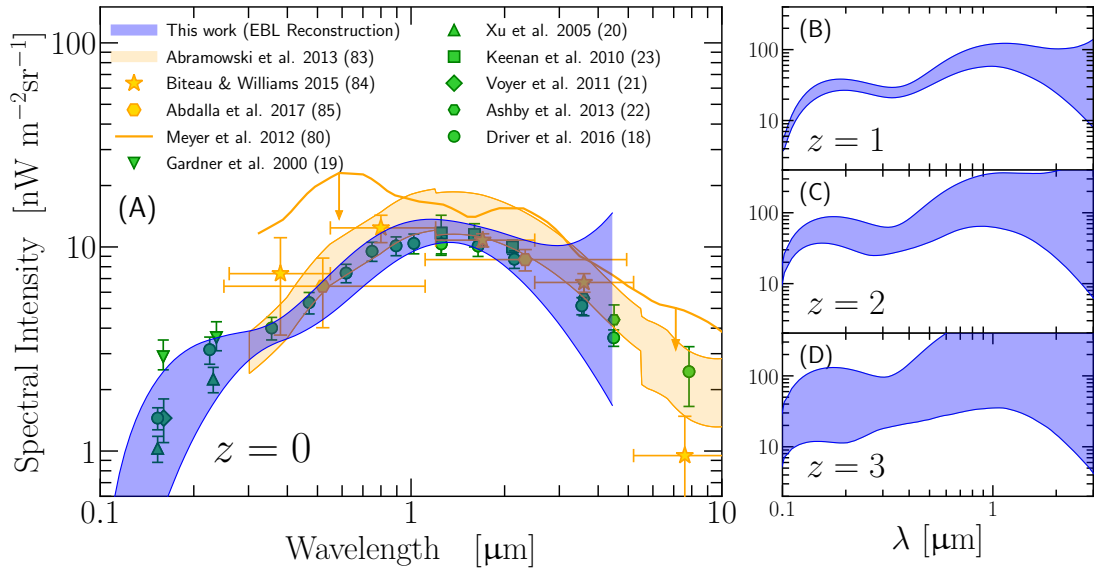 This work (EBL Reconstruction)
Abramowski et al. 2013 (83)
Biteau & Williams 2015 (84)
Abdalla et al. 2017 (85)
Meyer et al. 2012 (80)
Gardner et al. 2000 (19)
Xu et al. 2005 (20)
Keenan et al. 2010 (23)
Voyer et al. 2011 (21)
Ashby et al. 2013 (22)
Driver et al. 2016 (18)
(A)
z = 0
100
10
1
Spectral Intensity [nW m−2sr−1]
0.1 1 10
Wavelength [μm]
(B)
z = 1
100
10
(C)
z = 2
100
10
(D)
z = 3
100
10
0.1 1
λ [μm]